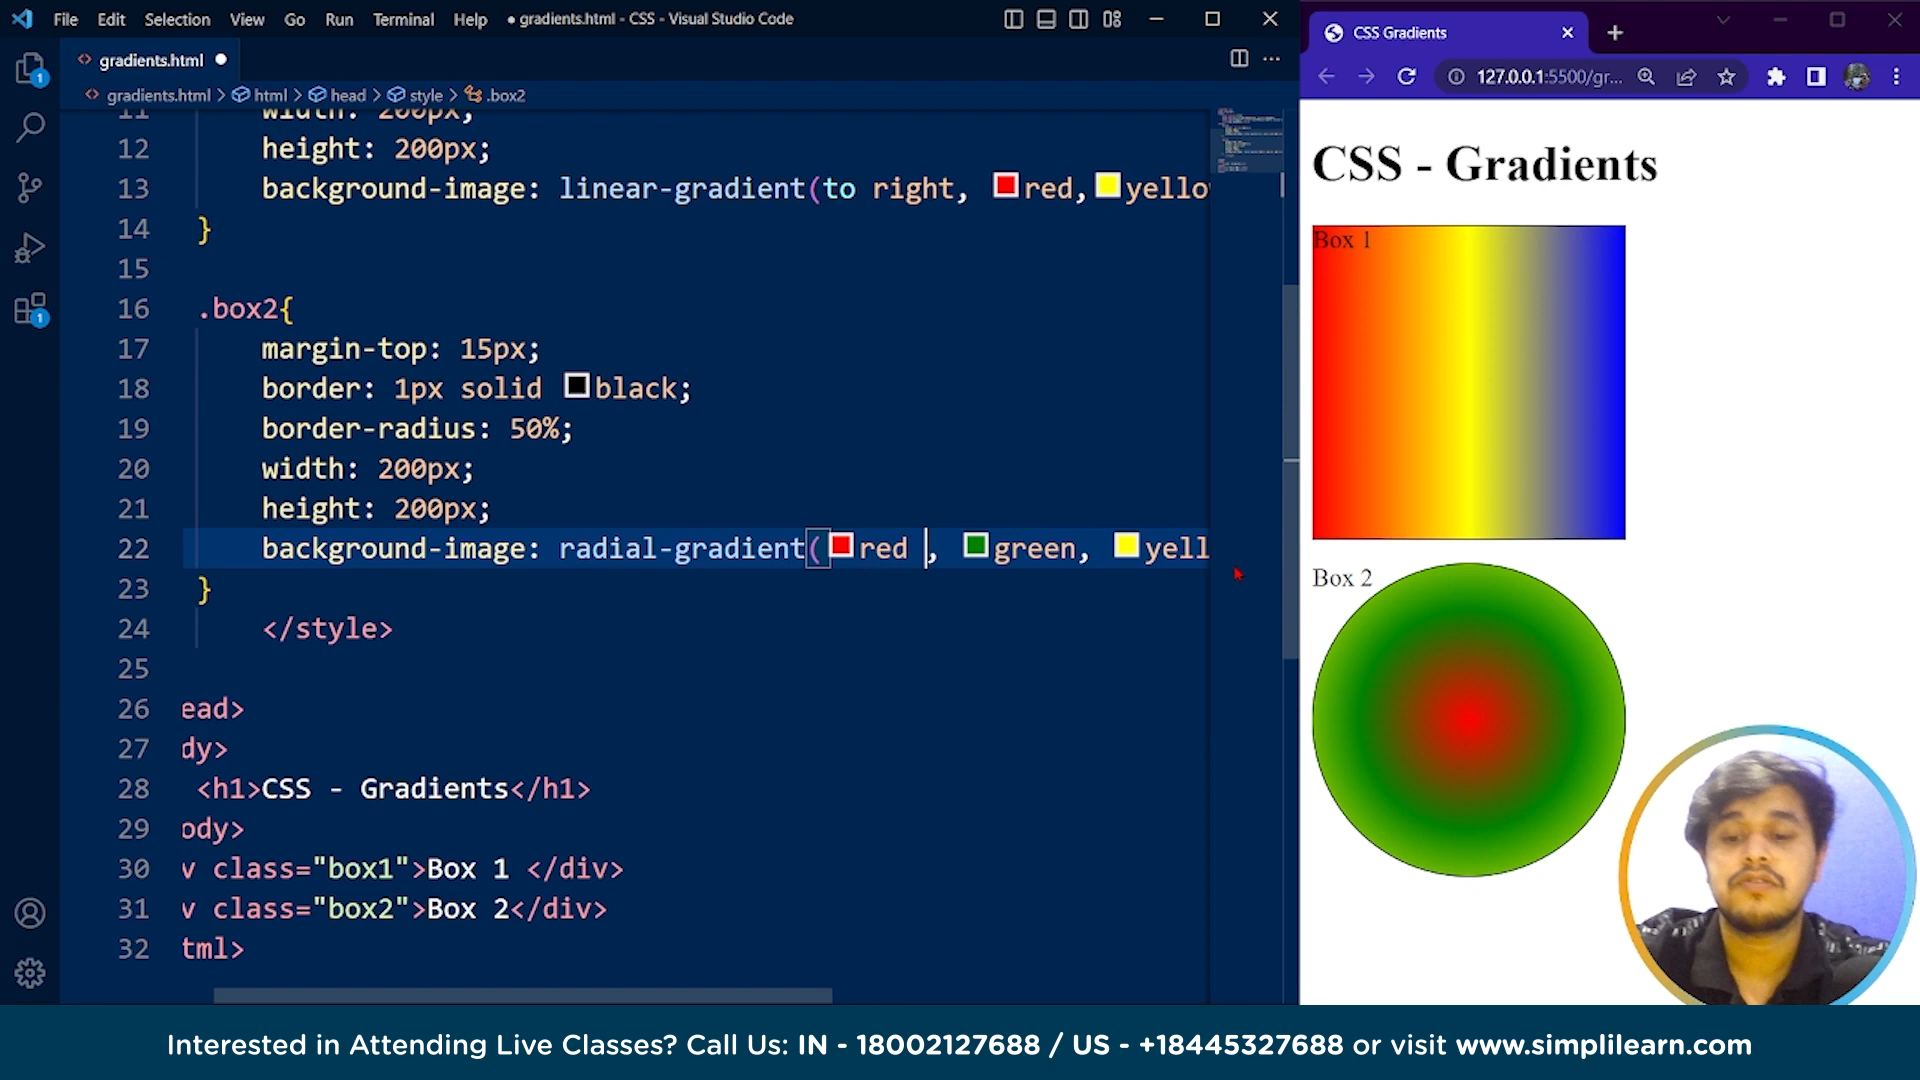 File Edit Selection View Go Run Terminal Help ● gradients.html - CSS - Visual Studio Code
gradients.html ●
gradients.html > html > head > style > .box2
11 width: 200px;
12 height: 200px;
13 background-image: linear-gradient(to right, red, yello
14 }
15
16 .box2{
17 margin-top: 15px;
18 border: 1px solid black;
19 border-radius: 50%;
20 width: 200px;
21 height: 200px;
22 background-image: radial-gradient(red , green, yell
23 }
24 </style>
25
26 ead>
27 dy>
28 <h1>CSS - Gradients</h1>
29 ody>
30 v class="box1">Box 1 </div>
31 v class="box2">Box 2</div>
32 tml>
1
1
CSS Gradients
127.0.0.1:5500/gr...
CSS - Gradients
Box 1
Box 2
Interested in Attending Live Classes? Call Us: IN - 18002127688 / US - +18445327688 or visit www.simplilearn.com